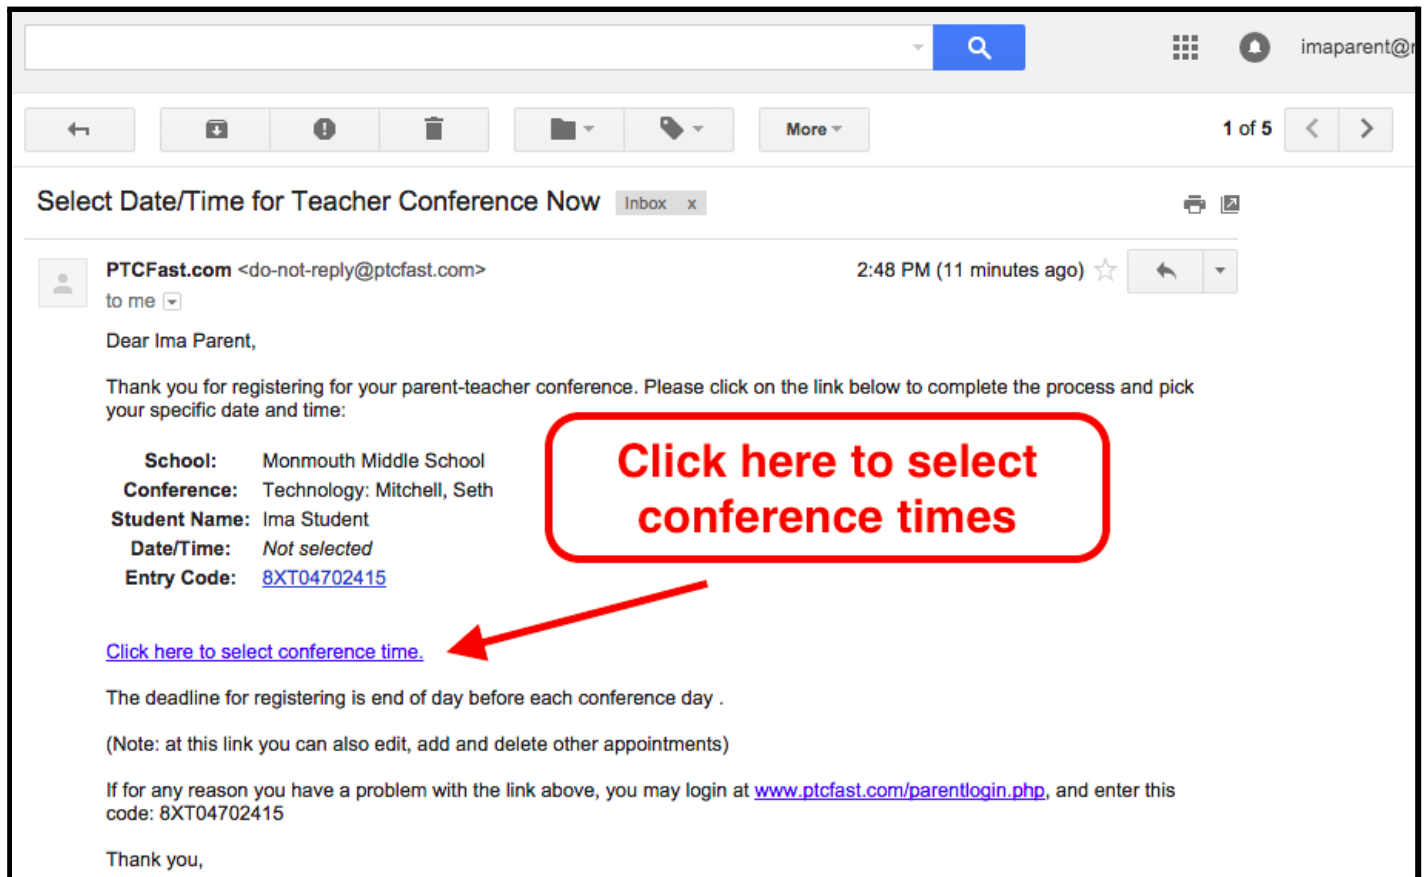 imaparent@
More
1 of 5
Select Date/Time for Teacher Conference Now Inbox x
PTCFast.com <do-not-reply@ptcfast.com> 2:48 PM (11 minutes ago)
to me
Dear Ima Parent,
Thank you for registering for your parent-teacher conference. Please click on the link below to complete the process and pick
your specific date and time:
School: Monmouth Middle School
Conference: Technology: Mitchell, Seth
Student Name: Ima Student
Date/Time: Not selected
Entry Code: 8XT04702415
Click here to select
conference times
Click here to select conference time.
The deadline for registering is end of day before each conference day .
(Note: at this link you can also edit, add and delete other appointments)
If for any reason you have a problem with the link above, you may login at www.ptcfast.com/parentlogin.php, and enter this
code: 8XT04702415
Thank you,